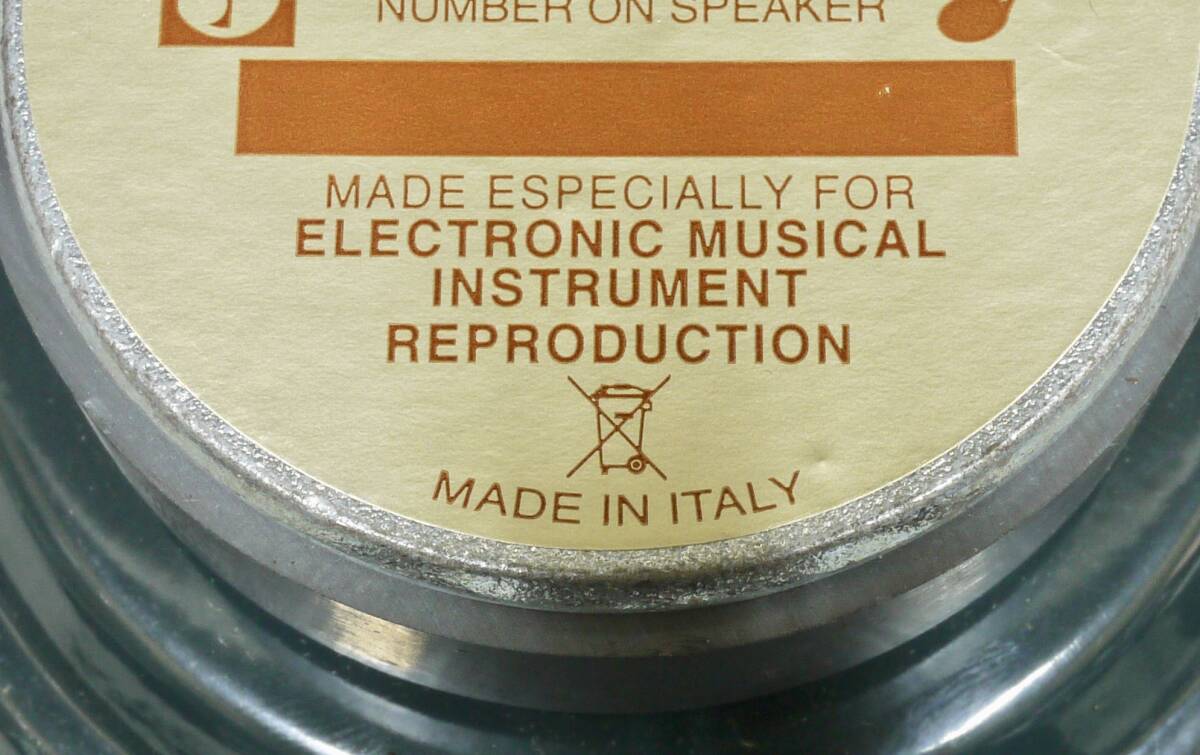 NUMBER ON SPEAKER
MADE ESPECIALLY FOR
ELECTRONIC MUSICAL
INSTRUMENT
REPRODUCTION
MADE IN ITALY